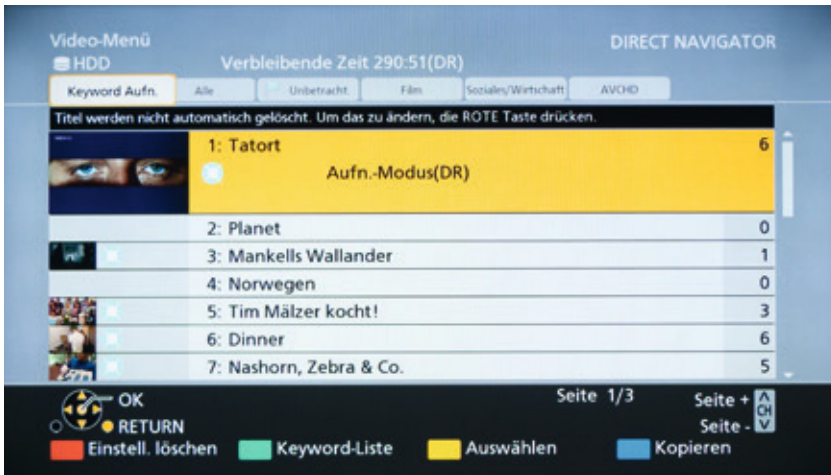 Video-Menü
DIRECT NAVIGATOR
HDD Verbleibende Zeit 290:51(DR)
Keyword Aufn. Alle Unbetracht. Film Soziales/Wirtschaft AVCHD
Titel werden nicht automatisch gelöscht. Um das zu ändern, die ROTE Taste drücken.
1: Tatort 6
Aufn.-Modus(DR)
2: Planet 0
3: Mankells Wallander 1
4: Norwegen 0
5: Tim Mälzer kocht! 3
6: Dinner 6
7: Nashorn, Zebra & Co. 5
OK Seite 1/3 Seite +
CH
RETURN Seite -
Einstell. löschen Keyword-Liste Auswählen Kopieren